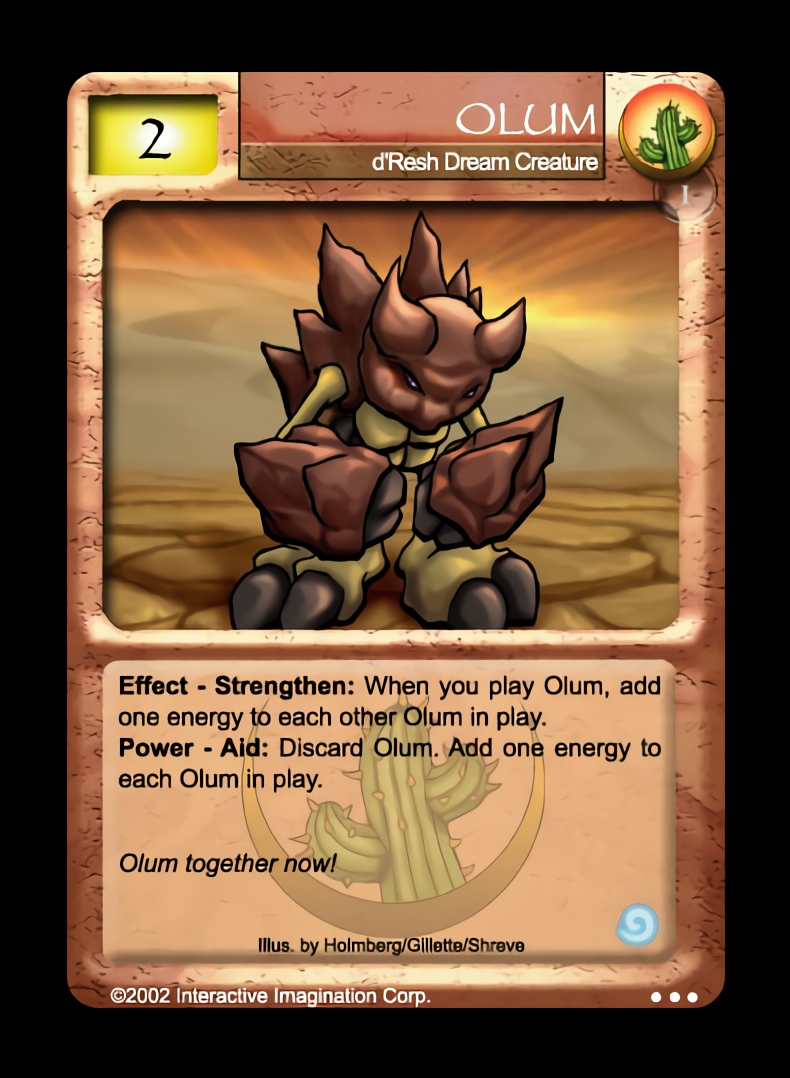 2
OLUM
d'Resh Dream Creature
I
Effect - Strengthen: When you play Olum, add
one energy to each other Olum in play.
Power - Aid: Discard Olum. Add one energy to
each Olum in play.
Olum together now!
Illus. by Holmberg/Gillette/Shreve
©2002 Interactive Imagination Corp.